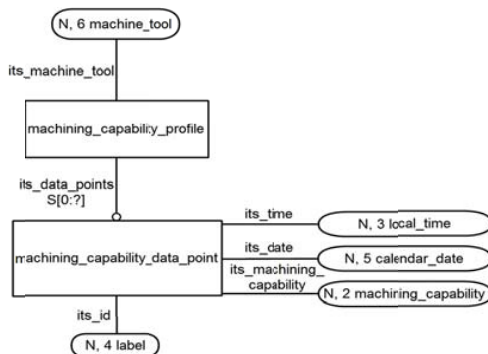 N, 6 machine_tool
its_machine_tool
machining_capability_profile
its_data_points
S[0:?]
its_time
N, 3 local_time
machining_capability_data_point
its_date
N, 5 calendar_date
its_machining_
capability
N, 2 machining_capability
its_id
N, 4 label